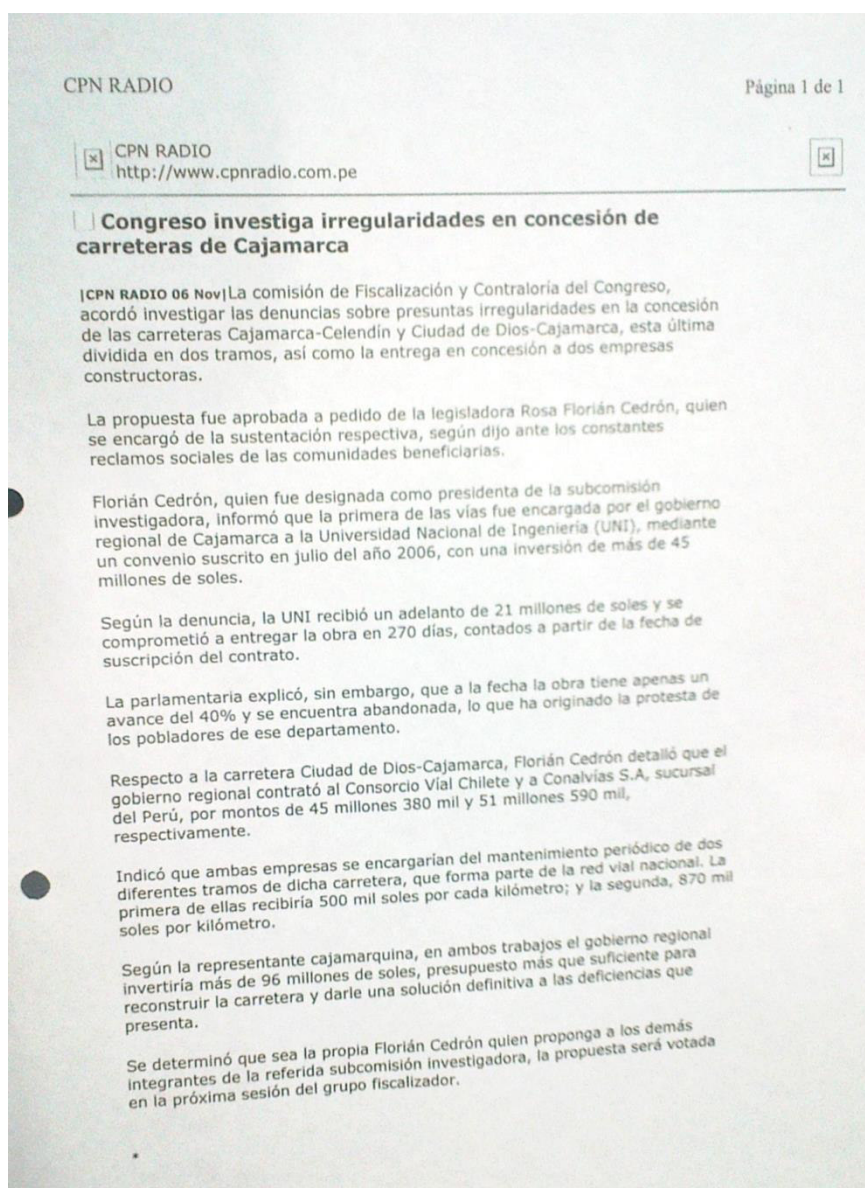 CPN RADIO
Página 1 de 1
CPN RADIO
http://www.cpnradio.com.pe
Congreso investiga irregularidades en concesión de
carreteras de Cajamarca
|CPN RADIO 06 Nov|La comisión de Fiscalización y Contraloría del Congreso,
acordó investigar las denuncias sobre presuntas irregularidades en la concesión
de las carreteras Cajamarca-Celendín y Ciudad de Dios-Cajamarca, esta última
dividida en dos tramos, así como la entrega en concesión a dos empresas
constructoras.
La propuesta fue aprobada a pedido de la legisladora Rosa Florián Cedrón, quien
se encargó de la sustentación respectiva, según dijo ante los constantes
reclamos sociales de las comunidades beneficiarias.
Florián Cedrón, quien fue designada como presidenta de la subcomisión
investigadora, informó que la primera de las vías fue encargada por el gobierno
regional de Cajamarca a la Universidad Nacional de Ingeniería (UNI), mediante
un convenio suscrito en julio del año 2006, con una inversión de más de 45
millones de soles.
Según la denuncia, la UNI recibió un adelanto de 21 millones de soles y se
comprometió a entregar la obra en 270 días, contados a partir de la fecha de
suscripción del contrato.
La parlamentaria explicó, sin embargo, que a la fecha la obra tiene apenas un
avance del 40% y se encuentra abandonada, lo que ha originado la protesta de
los pobladores de ese departamento.
Respecto a la carretera Ciudad de Dios-Cajamarca, Florián Cedrón detalló que el
gobierno regional contrató al Consorcio Víal Chilete y a Conalvías S.A, sucursal
del Perú, por montos de 45 millones 380 mil y 51 millones 590 mil,
respectivamente.
Indicó que ambas empresas se encargarían del mantenimiento periódico de dos
diferentes tramos de dicha carretera, que forma parte de la red vial nacional. La
primera de ellas recibiría 500 mil soles por cada kilómetro; y la segunda, 870 mil
soles por kilómetro.
Según la representante cajamarquina, en ambos trabajos el gobierno regional
invertiría más de 96 millones de soles, presupuesto más que suficiente para
reconstruir la carretera y darle una solución definitiva a las deficiencias que
presenta.
Se determinó que sea la propia Florián Cedrón quien proponga a los demás
integrantes de la referida subcomisión investigadora, la propuesta será votada
en la próxima sesión del grupo fiscalizador.